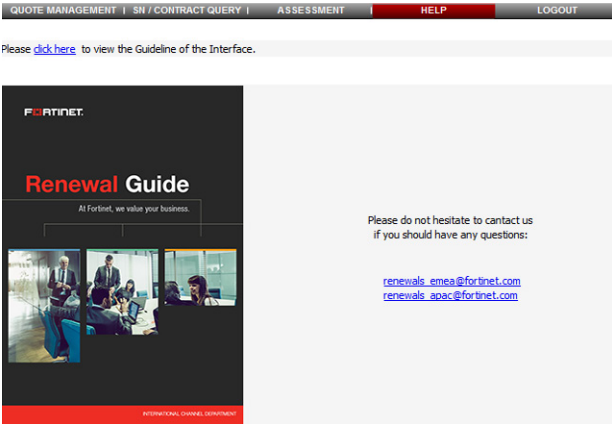 QUOTE MANAGEMENT | SN / CONTRACT QUERY | ASSESSMENT | HELP LOGOUT
Please click here to view the Guideline of the Interface.
FORTINET.
Renewal Guide
At Fortinet, we value your business.
Please do not hesitate to cantact us
if you should have any questions:
renewals_emea@fortinet.com
renewals_apac@fortinet.com
INTERNATIONAL CHANNEL DEPARTMENT